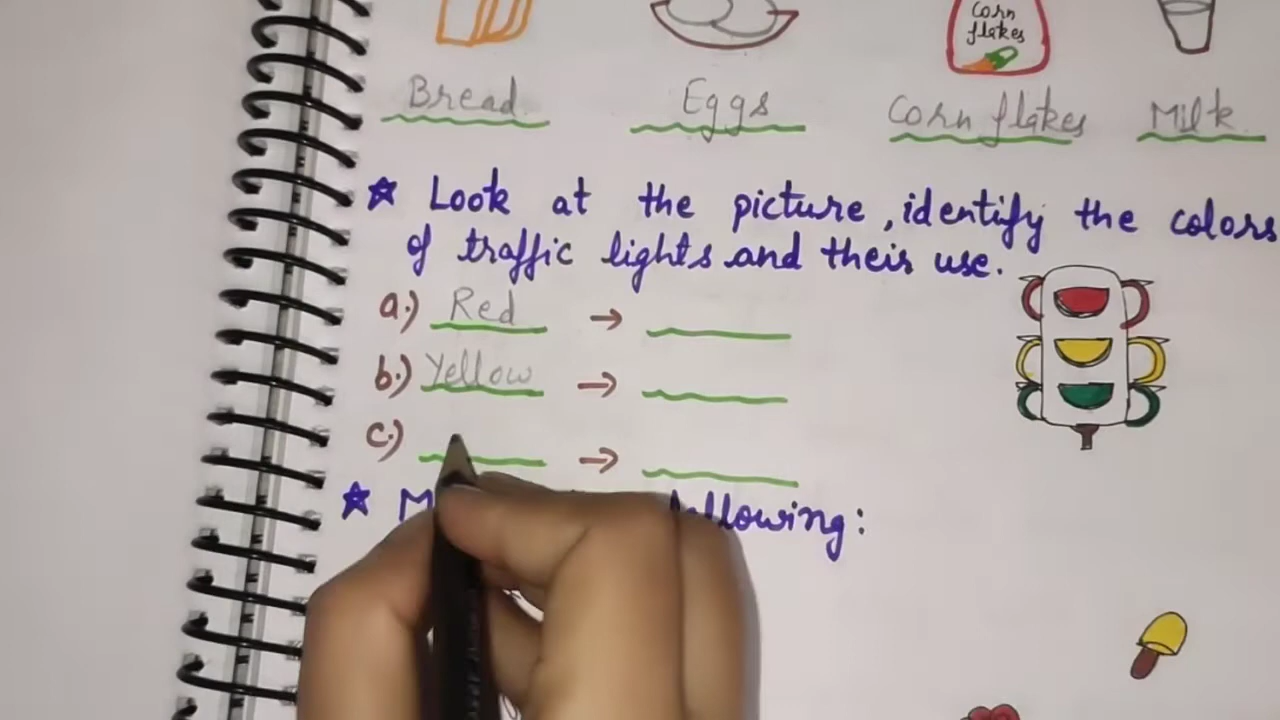 Corn
flakes
Bread Eggs Corn flakes Milk
☆ Look at the picture, identify the colors
of traffic lights and their use.
a.) Red →
b.) Yellow →
c.) →
☆ following: